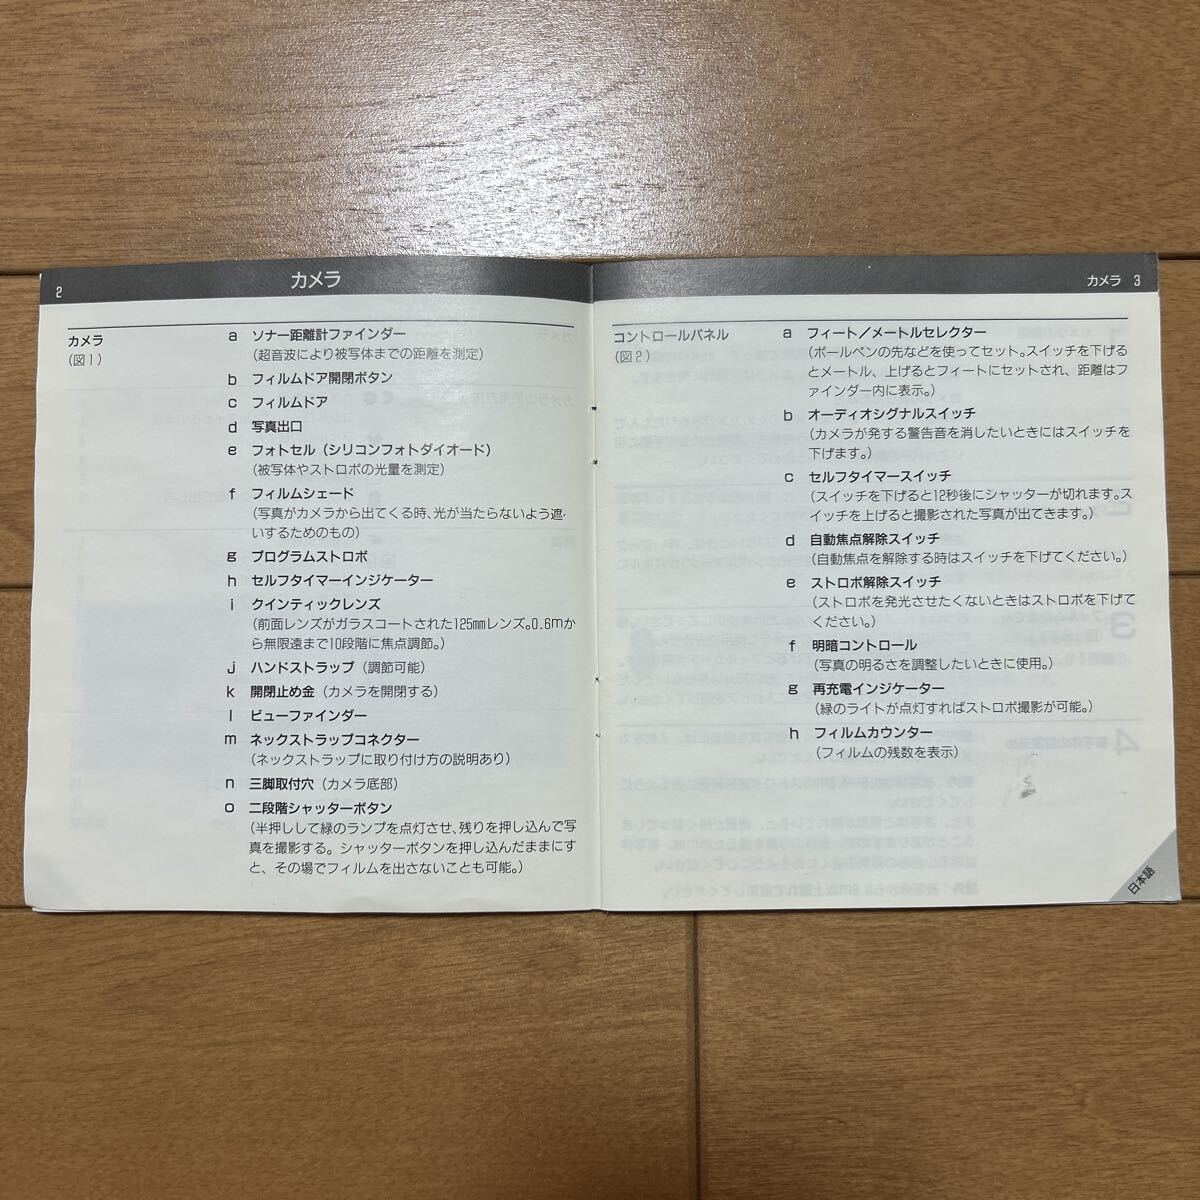 2
カメラ
カメラ
(図1)
a ソナー距離計ファインダー
(超音波により被写体までの距離を測定)
b フィルムドア開閉ボタン
c フィルムドア
d 写真出口
e フォトセル(シリコンフォトダイオード)
(被写体やストロボの光量を測定)
f フィルムシェード
(写真がカメラから出てくる時、光が当たらないよう遮
いするためのもの)
g プログラムストロボ
h セルフタイマーインジケーター
i クインティックレンズ
(前面レンズがガラスコートされた125mmレンズ。0.6mか
ら無限遠まで10段階に焦点調節。)
j ハンドストラップ(調節可能)
k 開閉止め金(カメラを開閉する)
l ビューファインダー
m ネックストラップコネクター
(ネックストラップに取り付け方の説明あり)
n 三脚取付穴(カメラ底部)
o 二段階シャッターボタン
(半押しして緑のランプを点灯させ、残りを押し込んで写
真を撮影する。シャッターボタンを押し込んだままにす
と、その場でフィルムを出さないことも可能。)
カメラ 3
コントロールパネル
(図2)
a フィート/メートルセレクター
(ボールペンの先などを使ってセット。スイッチを下げる
とメートル、上げるとフィートにセットされ、距離はフ
ァインダー内に表示。)
b オーディオシグナルスイッチ
(カメラが発する警告音を消したいときにはスイッチを
下げます。)
c セルフタイマースイッチ
(スイッチを下げると12秒後にシャッターが切れます。ス
イッチを上げると撮影された写真が出てきます。)
d 自動焦点解除スイッチ
(自動焦点を解除する時はスイッチを下げてください。)
e ストロボ解除スイッチ
(ストロボを発光させたくないときはストロボを下げて
ください。)
f 明暗コントロール
(写真の明るさを調整したいときに使用。)
g 再充電インジケーター
(緑のライトが点灯すればストロボ撮影が可能。)
h フィルムカウンター
(フィルムの残数を表示)
日本語